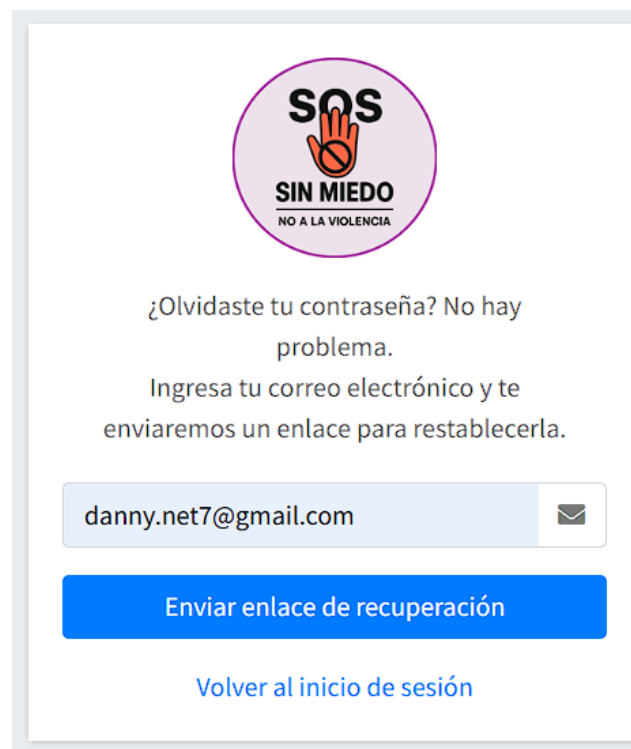 SOS
SIN MIEDO
NO A LA VIOLENCIA
¿Olvidaste tu contraseña? No hay
problema.
Ingresa tu correo electrónico y te
enviaremos un enlace para restablecerla.
danny.net7@gmail.com
Enviar enlace de recuperación
Volver al inicio de sesión